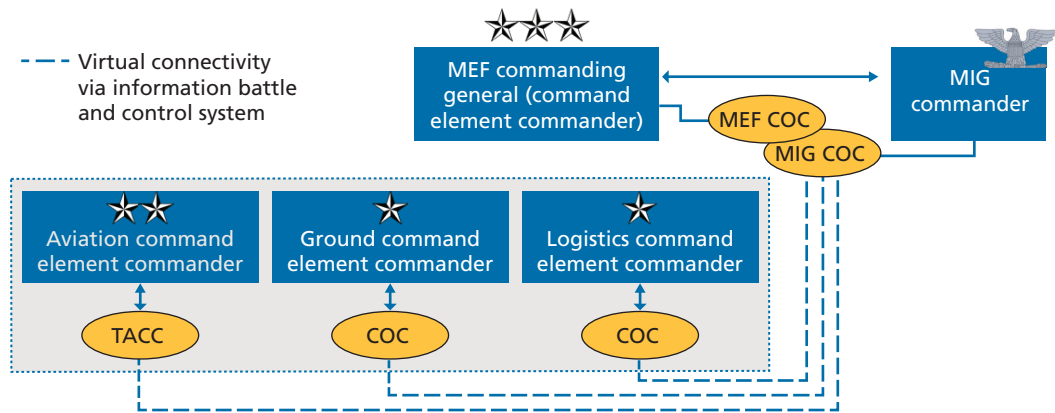 Virtual connectivity
via information battle
and control system
MEF commanding
general (command
element commander)
MIG
commander
MEF COC
MIG COC
Aviation command
element commander
Ground command
element commander
Logistics command
element commander
TACC
COC
COC